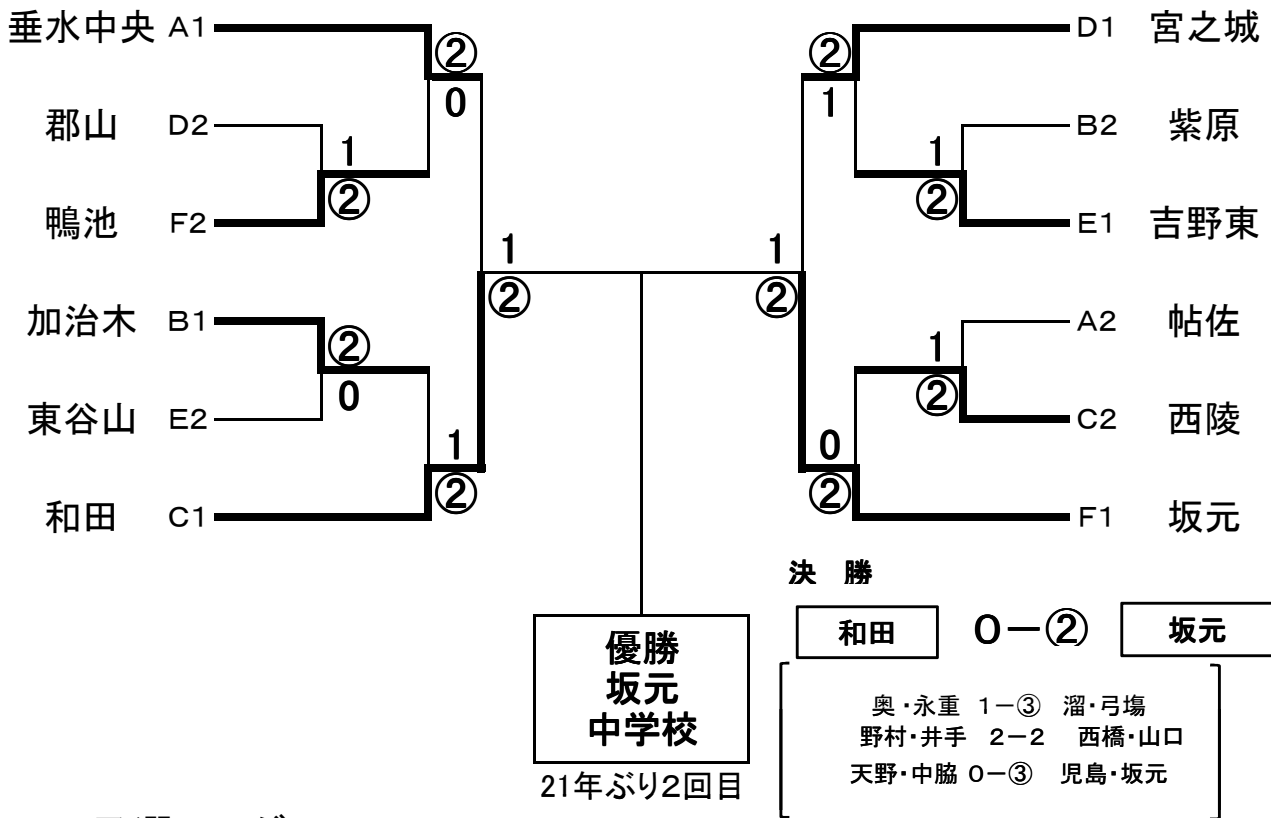 垂水中央 A1
②
0
郡山 D2
1
②
鴨池 F2
加治木 B1
②
0
東谷山 E2
1
②
和田 C1
1
②
D1 宮之城
②
1
B2 紫原
1
②
E1 吉野東
A2 帖佐
1
②
C2 西陵
0
②
F1 坂元
1
②
優勝
坂元
中学校
21年ぶり2回目
決 勝
和田 0-② 坂元
奥・永重 1-③ 溜・弓場
野村・井手 2-2 西橋・山口
天野・中脇 0-③ 児島・坂元